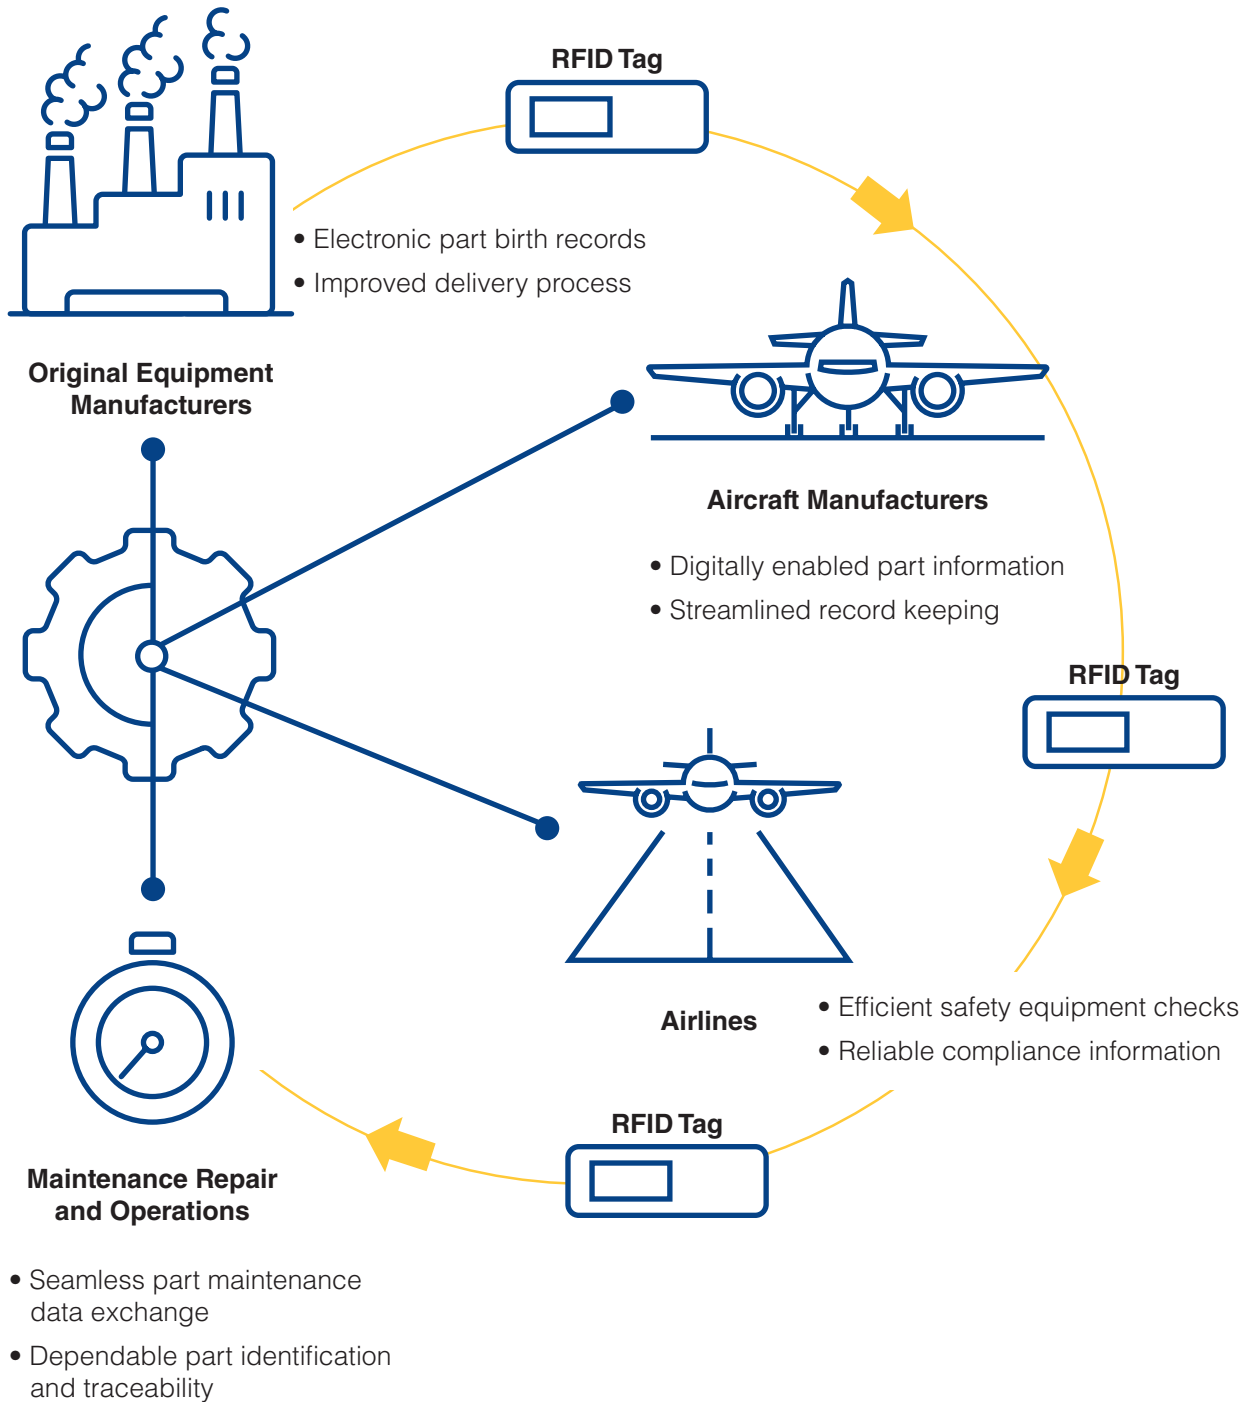 RFID Tag
• Electronic part birth records
• Improved delivery process
Original Equipment
Manufacturers
Aircraft Manufacturers
• Digitally enabled part information
• Streamlined record keeping
RFID Tag
Airlines
• Efficient safety equipment checks
• Reliable compliance information
RFID Tag
Maintenance Repair
and Operations
• Seamless part maintenance
data exchange
• Dependable part identification
and traceability